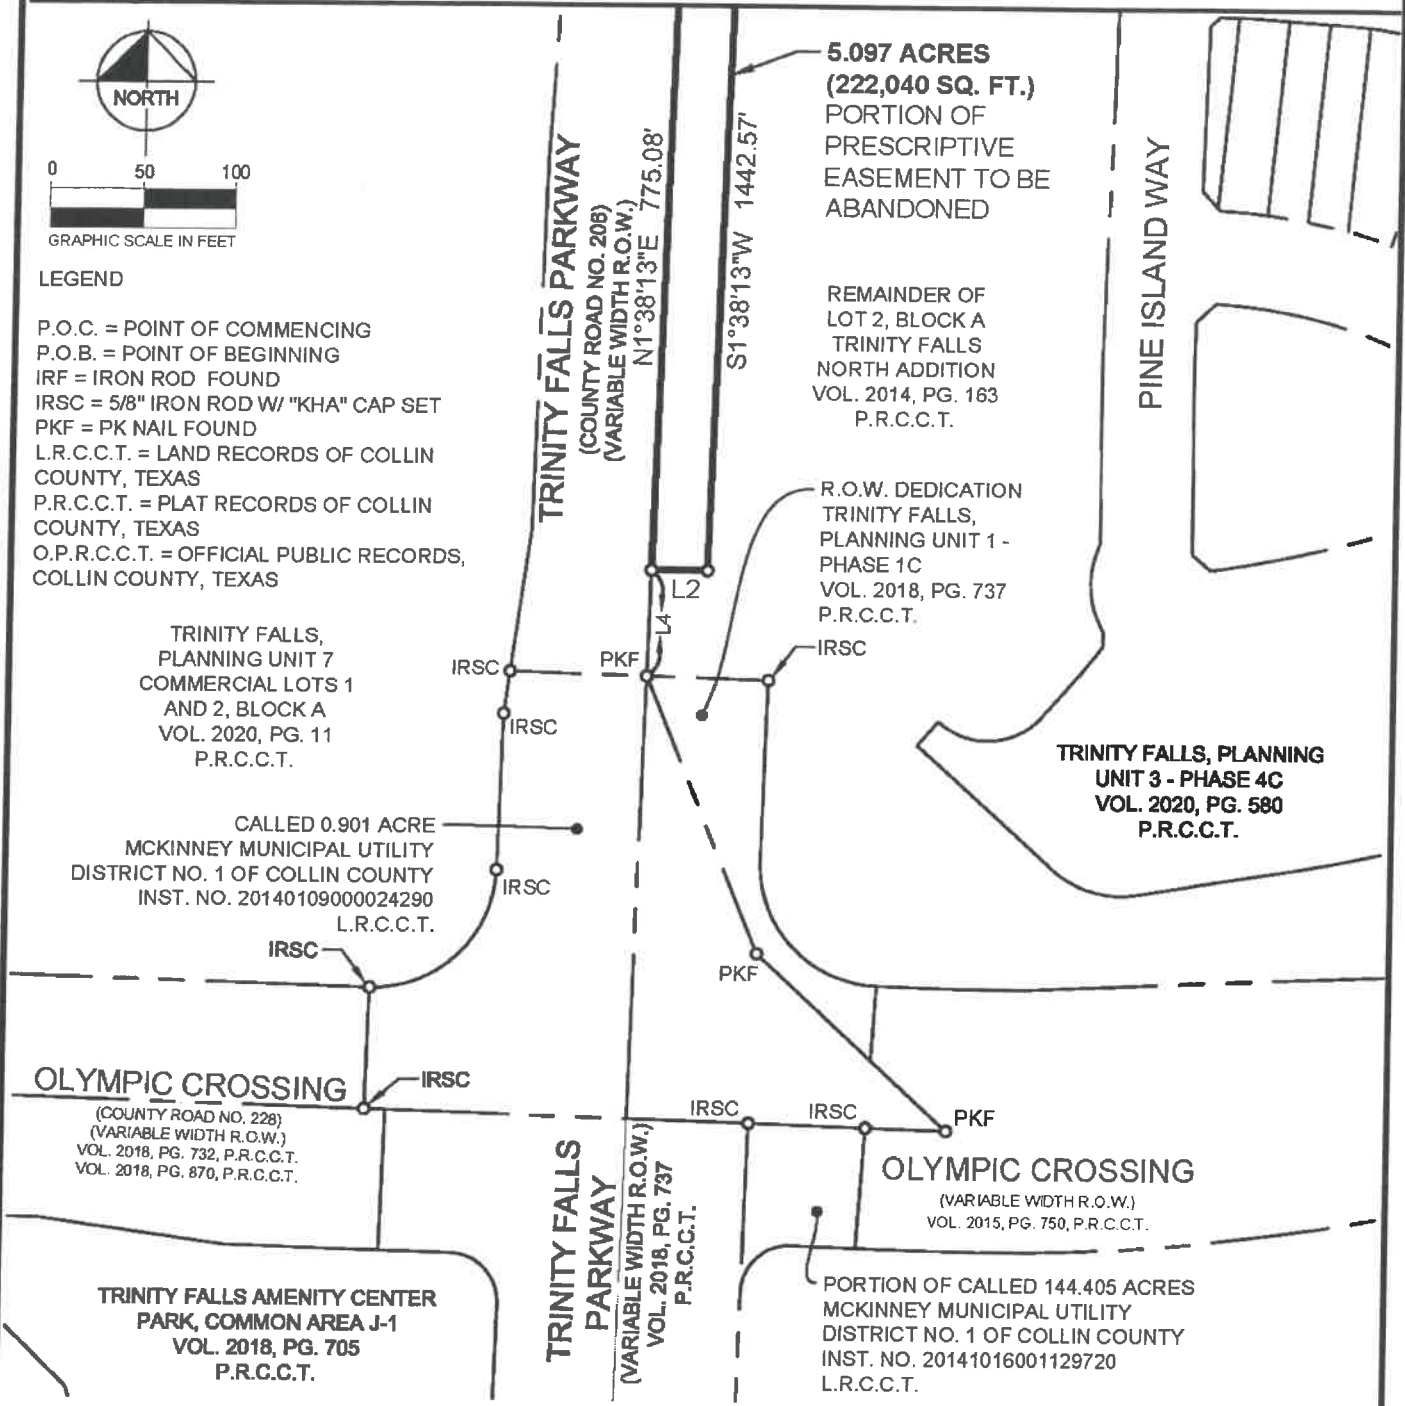 NORTH
0 50 100
GRAPHIC SCALE IN FEET
LEGEND
P.O.C. = POINT OF COMMENCING
P.O.B. = POINT OF BEGINNING
IRF = IRON ROD FOUND
IRSC = 5/8" IRON ROD W/ "KHA" CAP SET
PKF = PK NAIL FOUND
L.R.C.C.T. = LAND RECORDS OF COLLIN
COUNTY, TEXAS
P.R.C.C.T. = PLAT RECORDS OF COLLIN
COUNTY, TEXAS
O.P.R.C.C.T. = OFFICIAL PUBLIC RECORDS,
COLLIN COUNTY, TEXAS
TRINITY FALLS PARKWAY
(COUNTY ROAD NO. 206)
(VARIABLE WIDTH R.O.W.)
N1°38'13"E 775.08'
S1°38'13"W 1442.57'
5.097 ACRES
(222,040 SQ. FT.)
PORTION OF
PRESCRIPTIVE
EASEMENT TO BE
ABANDONED
PINE ISLAND WAY
REMAINDER OF
LOT 2, BLOCK A
TRINITY FALLS
NORTH ADDITION
VOL. 2014, PG. 163
P.R.C.C.T.
R.O.W. DEDICATION
TRINITY FALLS,
PLANNING UNIT 1 -
PHASE 1C
VOL. 2018, PG. 737
P.R.C.C.T.
L2
L4
TRINITY FALLS,
PLANNING UNIT 7
COMMERCIAL LOTS 1
AND 2, BLOCK A
VOL. 2020, PG. 11
P.R.C.C.T.
IRSC
PKF
IRSC
IRSC
TRINITY FALLS, PLANNING
UNIT 3 - PHASE 4C
VOL. 2020, PG. 580
P.R.C.C.T.
CALLED 0.901 ACRE
MCKINNEY MUNICIPAL UTILITY
DISTRICT NO. 1 OF COLLIN COUNTY
INST. NO. 20140109000024290
L.R.C.C.T.
IRSC
IRSC
PKF
OLYMPIC CROSSING
(COUNTY ROAD NO. 228)
(VARIABLE WIDTH R.O.W.)
VOL. 2018, PG. 732, P.R.C.C.T.
VOL. 2018, PG. 870, P.R.C.C.T.
IRSC
IRSC
IRSC
PKF
OLYMPIC CROSSING
(VARIABLE WIDTH R.O.W.)
VOL. 2015, PG. 750, P.R.C.C.T.
TRINITY FALLS
PARKWAY
(VARIABLE WIDTH R.O.W.)
VOL. 2018, PG. 737
P.R.C.C.T.
TRINITY FALLS AMENITY CENTER
PARK, COMMON AREA J-1
VOL. 2018, PG. 705
P.R.C.C.T.
PORTION OF CALLED 144.405 ACRES
MCKINNEY MUNICIPAL UTILITY
DISTRICT NO. 1 OF COLLIN COUNTY
INST. NO. 20141016001129720
L.R.C.C.T.